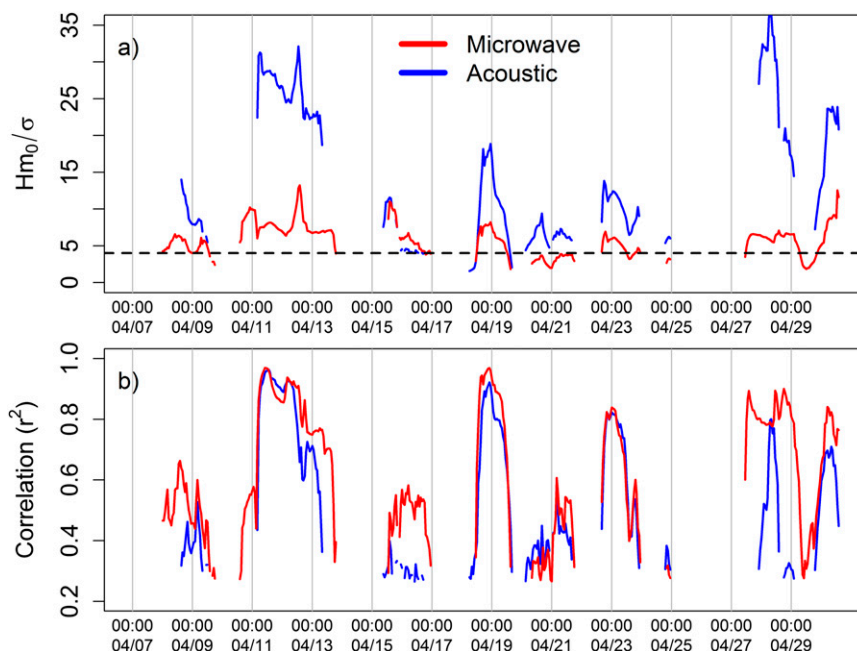 a)
Microwave
Acoustic
Hm0/σ
35
25
15
5
0
00:00 00:00 00:00 00:00 00:00 00:00 00:00 00:00 00:00 00:00 00:00 00:00
04/07 04/09 04/11 04/13 04/15 04/17 04/19 04/21 04/23 04/25 04/27 04/29
b)
Correlation (r²)
1.0
0.8
0.6
0.4
0.2
00:00 00:00 00:00 00:00 00:00 00:00 00:00 00:00 00:00 00:00 00:00 00:00
04/07 04/09 04/11 04/13 04/15 04/17 04/19 04/21 04/23 04/25 04/27 04/29